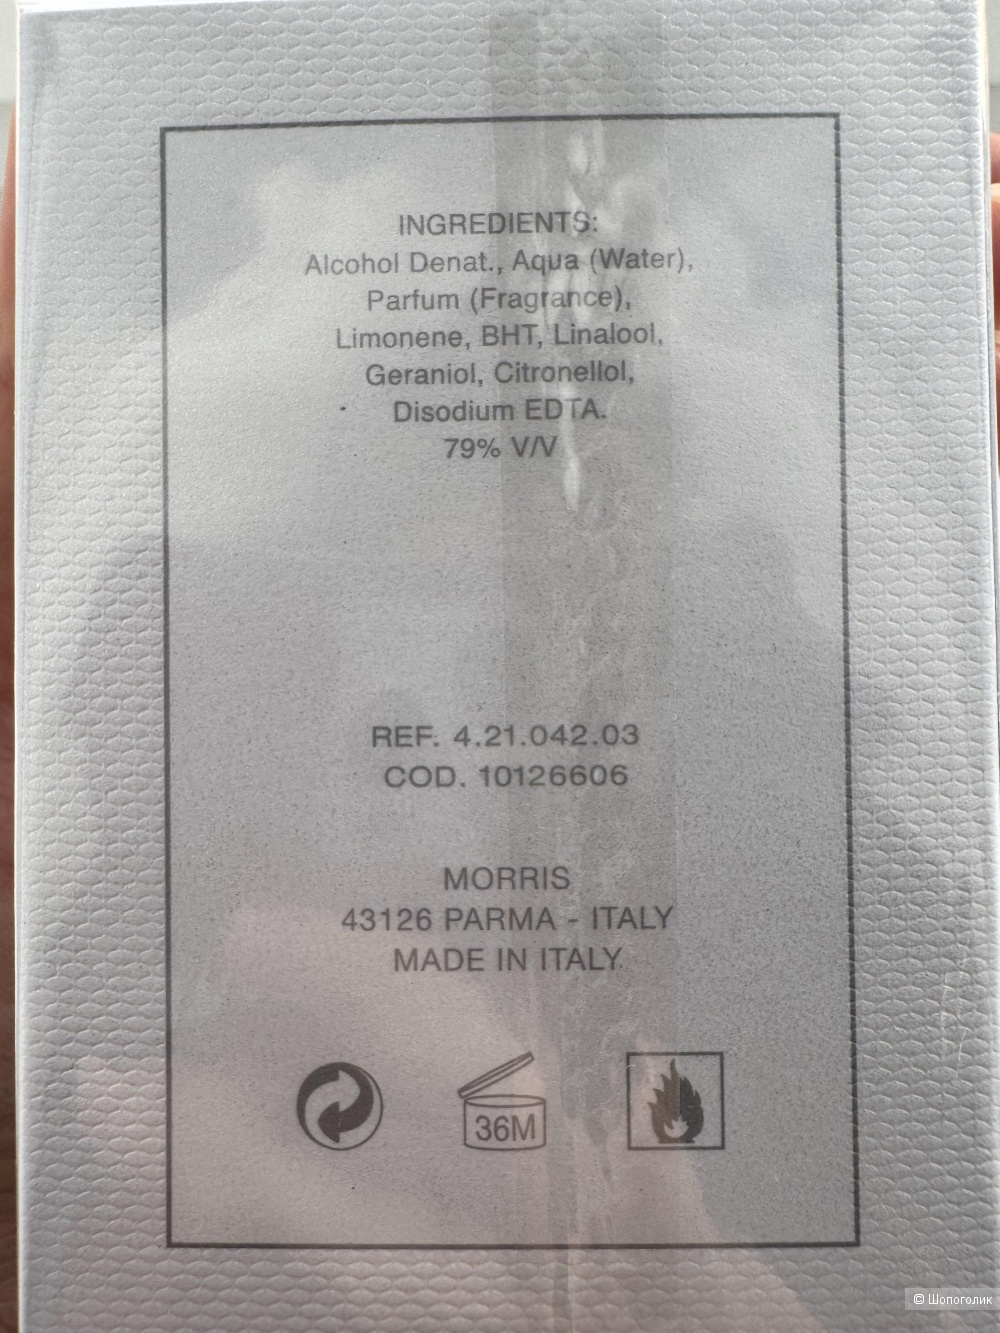 INGREDIENTS:
Alcohol Denat., Aqua (Water),
Parfum (Fragrance),
Limonene, BHT, Linalool,
Geraniol, Citronellol,
Disodium EDTA.
79% V/V
REF. 4.21.042.03
COD. 10126606
MORRIS
43126 PARMA - ITALY
MADE IN ITALY
36M
© Шопоголик